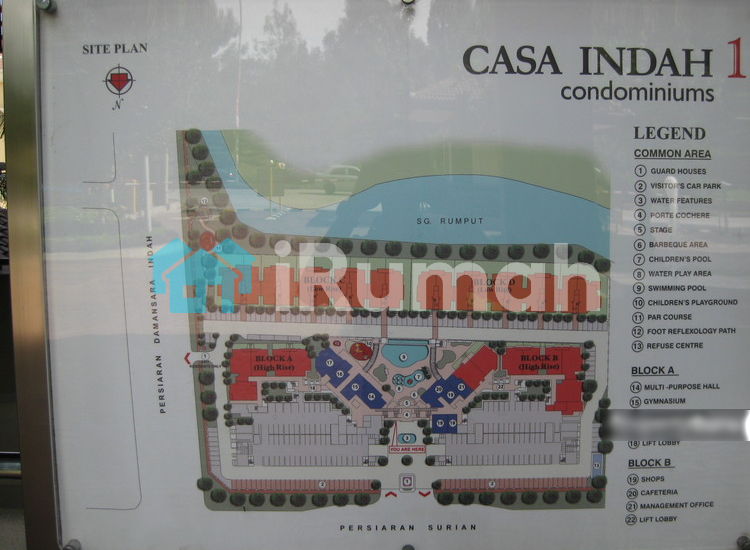 SITE PLAN
N
CASA INDAH 1
condominiums
LEGEND
COMMON AREA
1 GUARD HOUSES
2 VISITOR'S CAR PARK
3 WATER FEATURES
4 PORTE COCHERE
5 STAGE
6 BARBEQUE AREA
7 CHILDREN'S POOL
8 WATER PLAY AREA
9 SWIMMING POOL
10 CHILDREN'S PLAYGROUND
11 PAR COURSE
12 FOOT REFLEXOLOGY PATH
13 REFUSE CENTRE
BLOCK A
14 MULTI-PURPOSE HALL
15 GYMNASIUM
18 LIFT LOBBY
BLOCK B
19 SHOPS
20 CAFETERIA
21 MANAGEMENT OFFICE
22 LIFT LOBBY
SG. RUMPUT
iRumah
BLOCK D
BLOCK A
(High Rise)
BLOCK B
(High Rise)
YOU ARE HERE
PERSIARAN DAMANSARA INDAH
PERSIARAN SURIAN